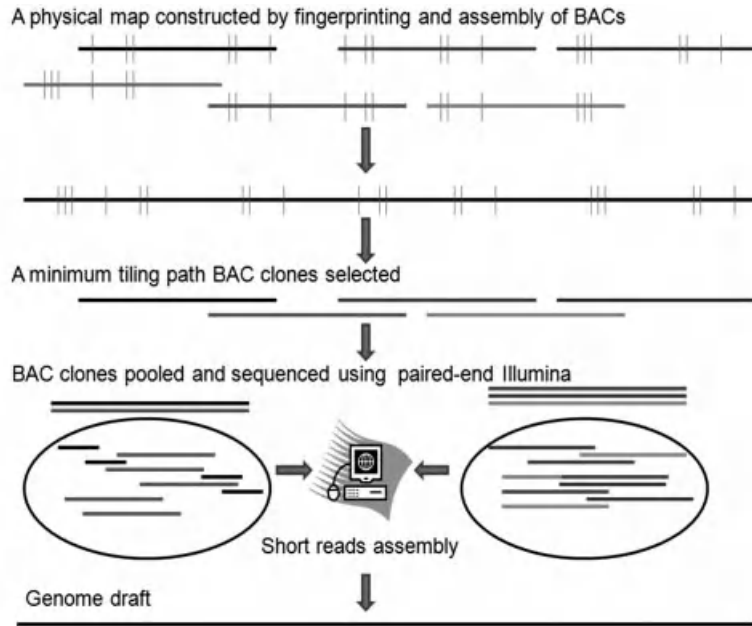 A physical map constructed by fingerprinting and assembly of BACs
A minimum tiling path BAC clones selected
BAC clones pooled and sequenced using paired-end Illumina
Short reads assembly
Genome draft